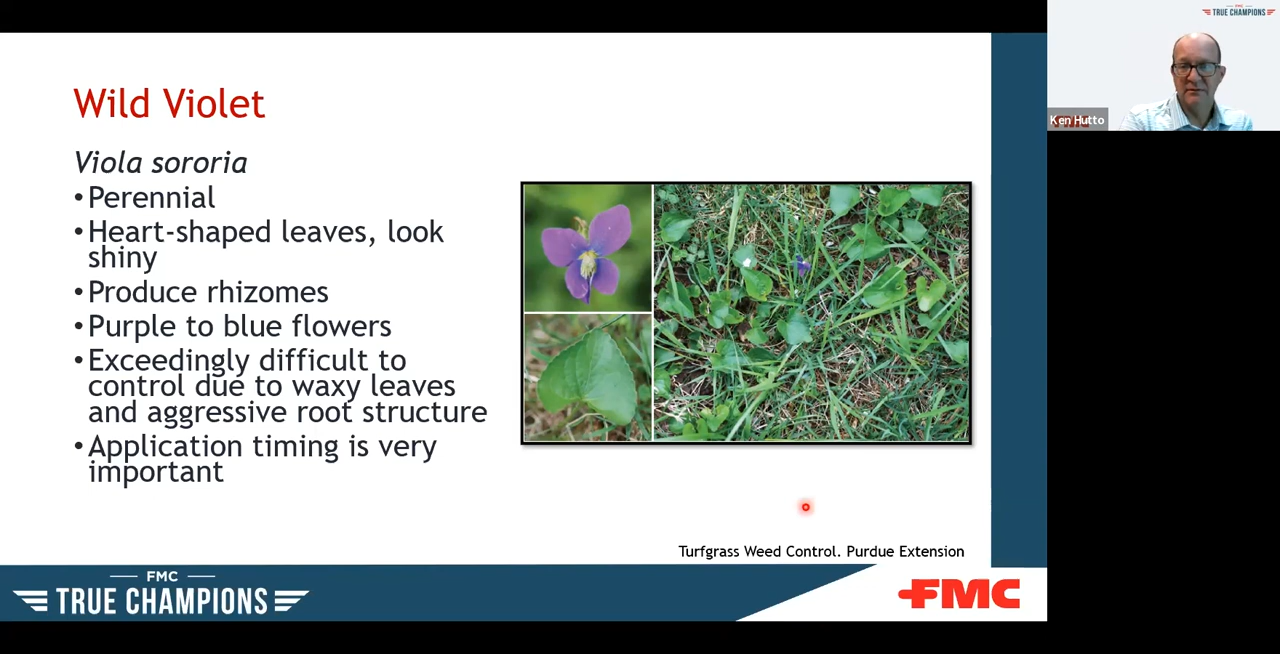 Wild Violet
Viola sororia
•Perennial
•Heart-shaped leaves, look
shiny
•Produce rhizomes
•Purple to blue flowers
•Exceedingly difficult to
control due to waxy leaves
and aggressive root structure
•Application timing is very
important
Turfgrass Weed Control. Purdue Extension
FMC
TRUE CHAMPIONS
FMC
FMC
TRUE CHAMPIONS
Ken Hutto